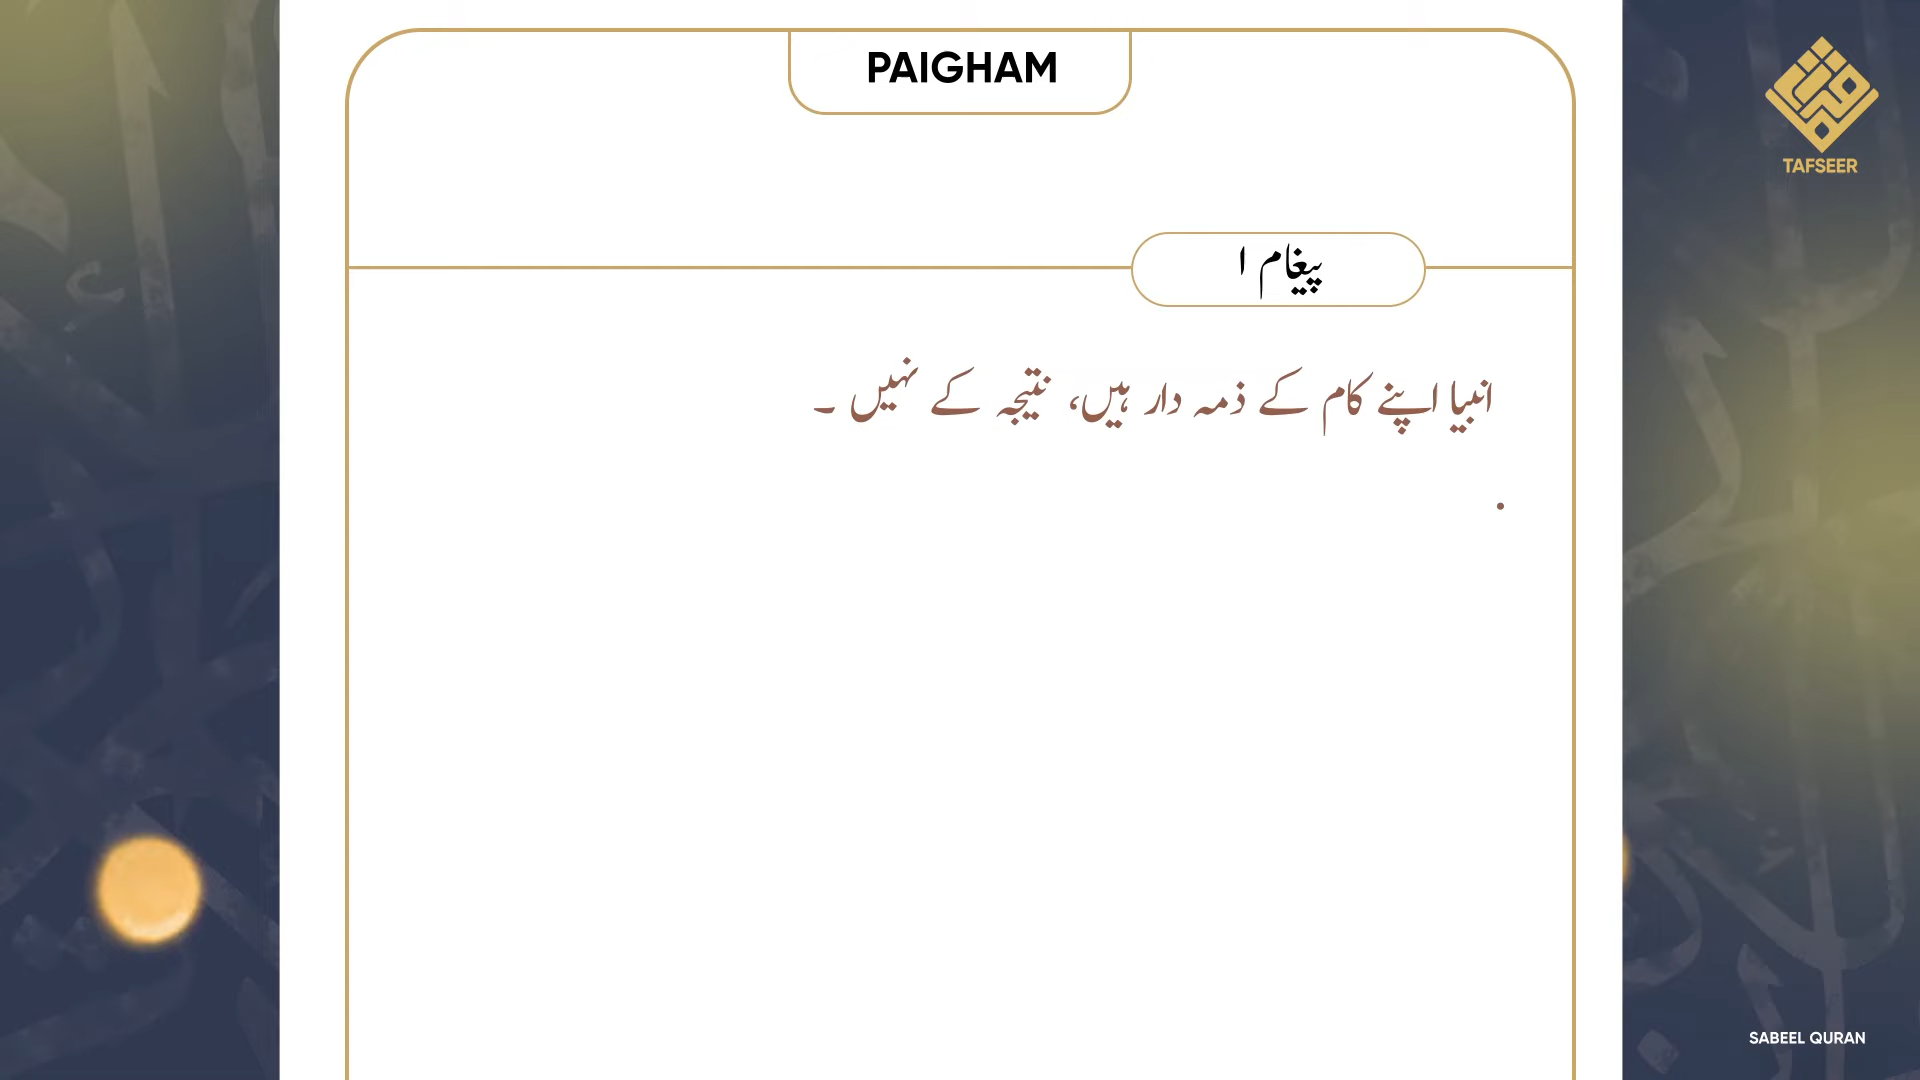 PAIGHAM
TAFSEER
پیغام ۱
انبیا اپنے کام کے ذمہ دار ہیں، نتیجہ کے نہیں ۔
.
SABEEL QURAN